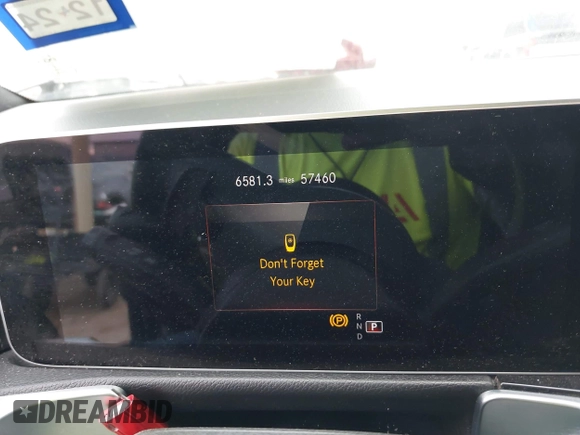 12-24
6581.3 miles 57460
Don't Forget
Your Key
P
R
N P
D
DREAMBID